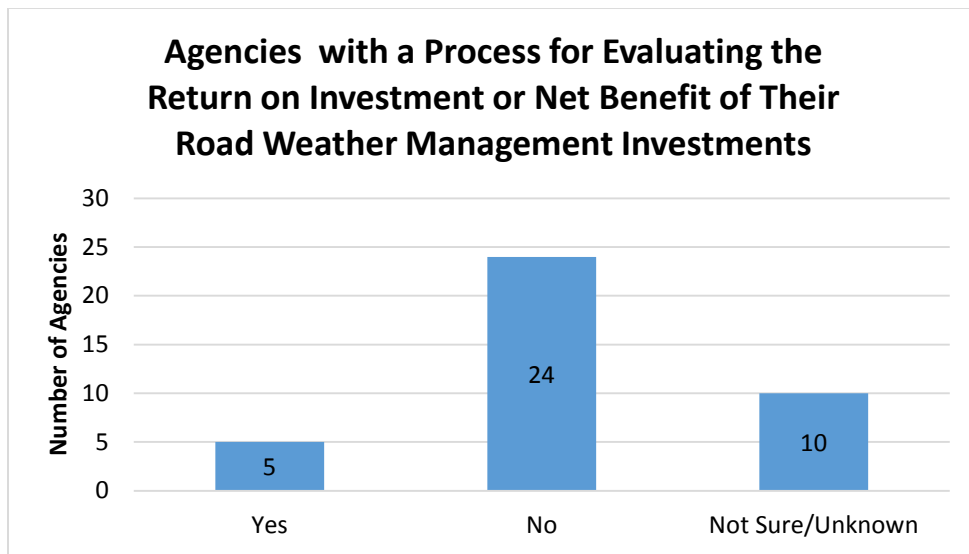 Agencies  with a Process for Evaluating the
Return on Investment or Net Benefit of Their
Road Weather Management Investments
Number of Agencies
30
25
20
15
10
5
0
5
24
10
Yes
No
Not Sure/Unknown